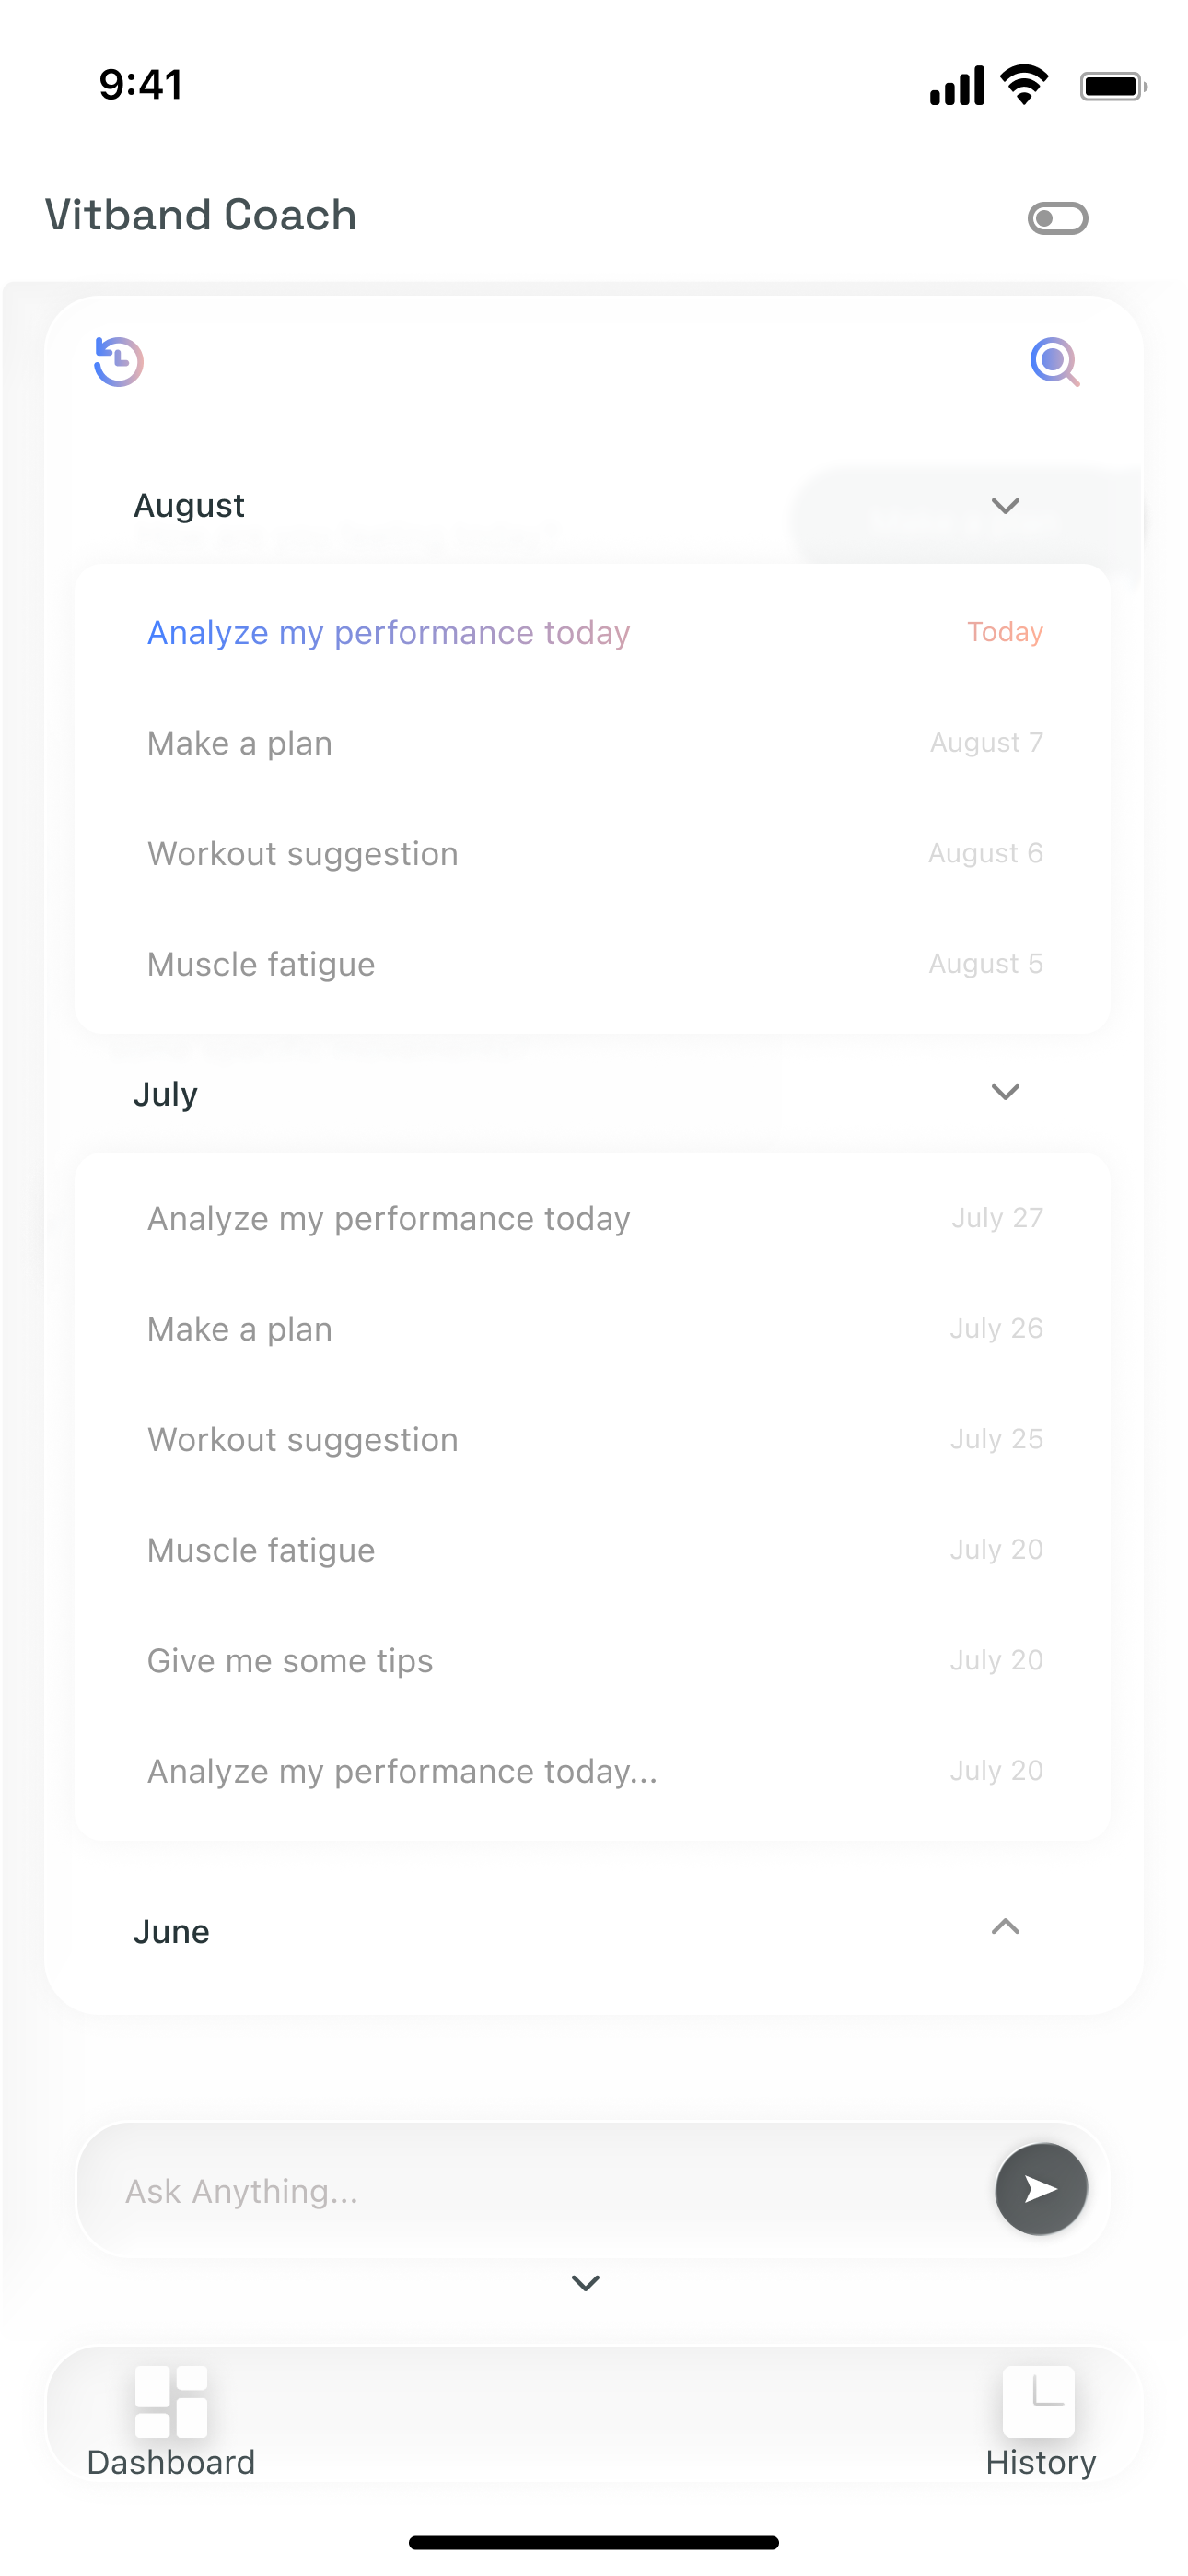 9:41
Vitband Coach
August
Analyze my performance today Today
Make a plan August 7
Workout suggestion August 6
Muscle fatigue August 5
July
Analyze my performance today July 27
Make a plan July 26
Workout suggestion July 25
Muscle fatigue July 20
Give me some tips July 20
Analyze my performance today... July 20
June
Ask Anything...
Dashboard History